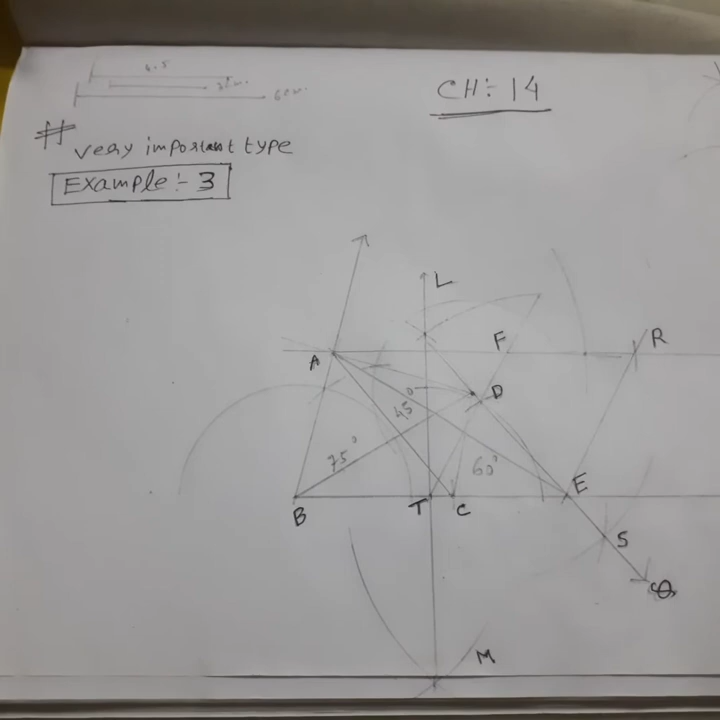 CH:- 14
# very important type
Example:- 3
L
A
F
R
D
45°
75°
60°
E
B
T
C
S
Q
M